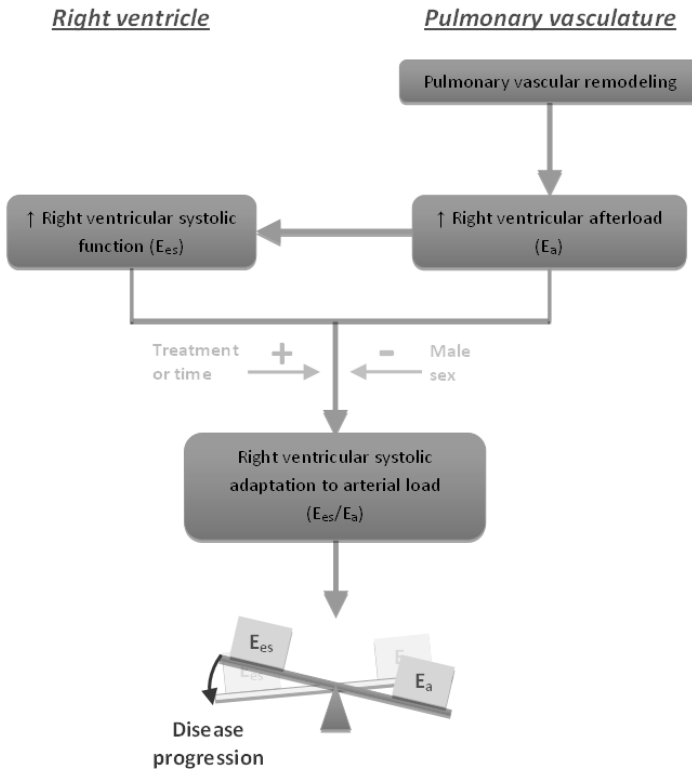 Right ventricle
Pulmonary vasculature
Pulmonary vascular remodeling
↑ Right ventricular systolic
function (Ees)
↑ Right ventricular afterload
(Ea)
Treatment
or time
+
-
Male
sex
Right ventricular systolic
adaptation to arterial load
(Ees/Ea)
Ees
Ees
E
Ea
Disease
progression